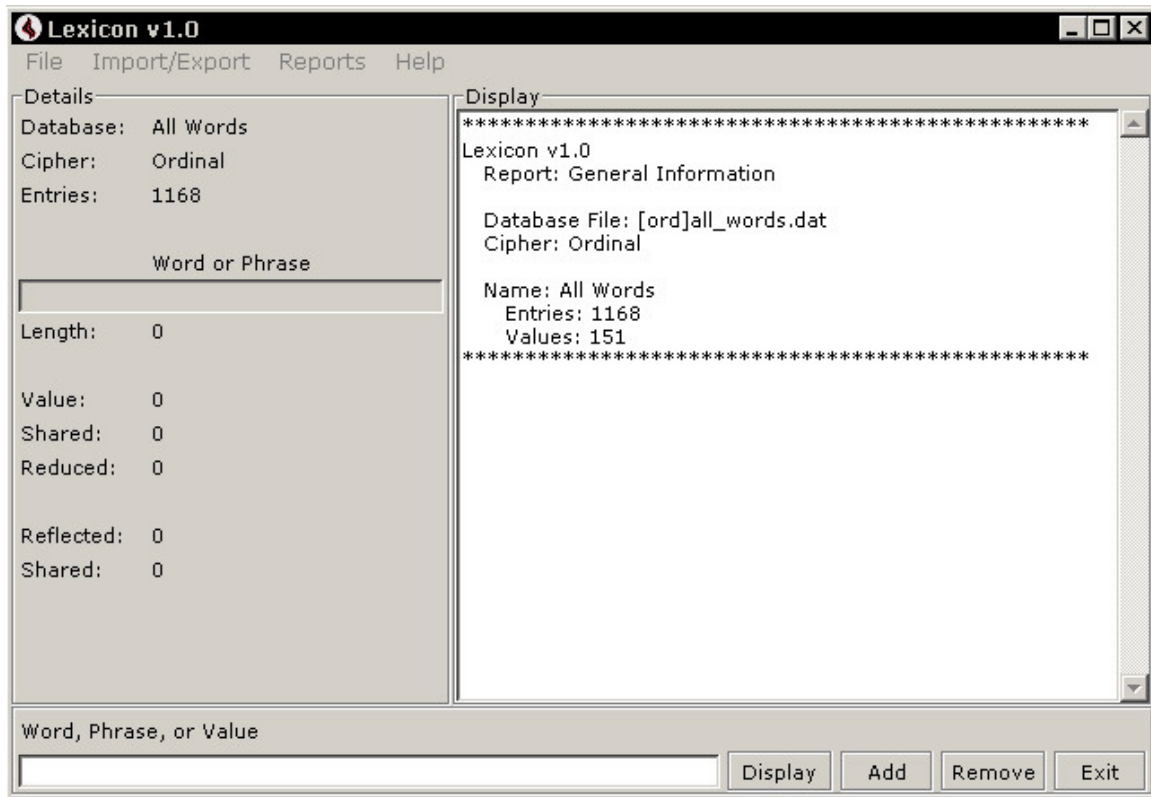 Lexicon v1.0
File Import/Export Reports Help
Details
Database: All Words
Cipher: Ordinal
Entries: 1168
Word or Phrase
Length: 0
Value: 0
Shared: 0
Reduced: 0
Reflected: 0
Shared: 0
Display
**************************************************
Lexicon v1.0
Report: General Information
Database File: [ord]all_words.dat
Cipher: Ordinal
Name: All Words
Entries: 1168
Values: 151
**************************************************
Word, Phrase, or Value
Display Add Remove Exit